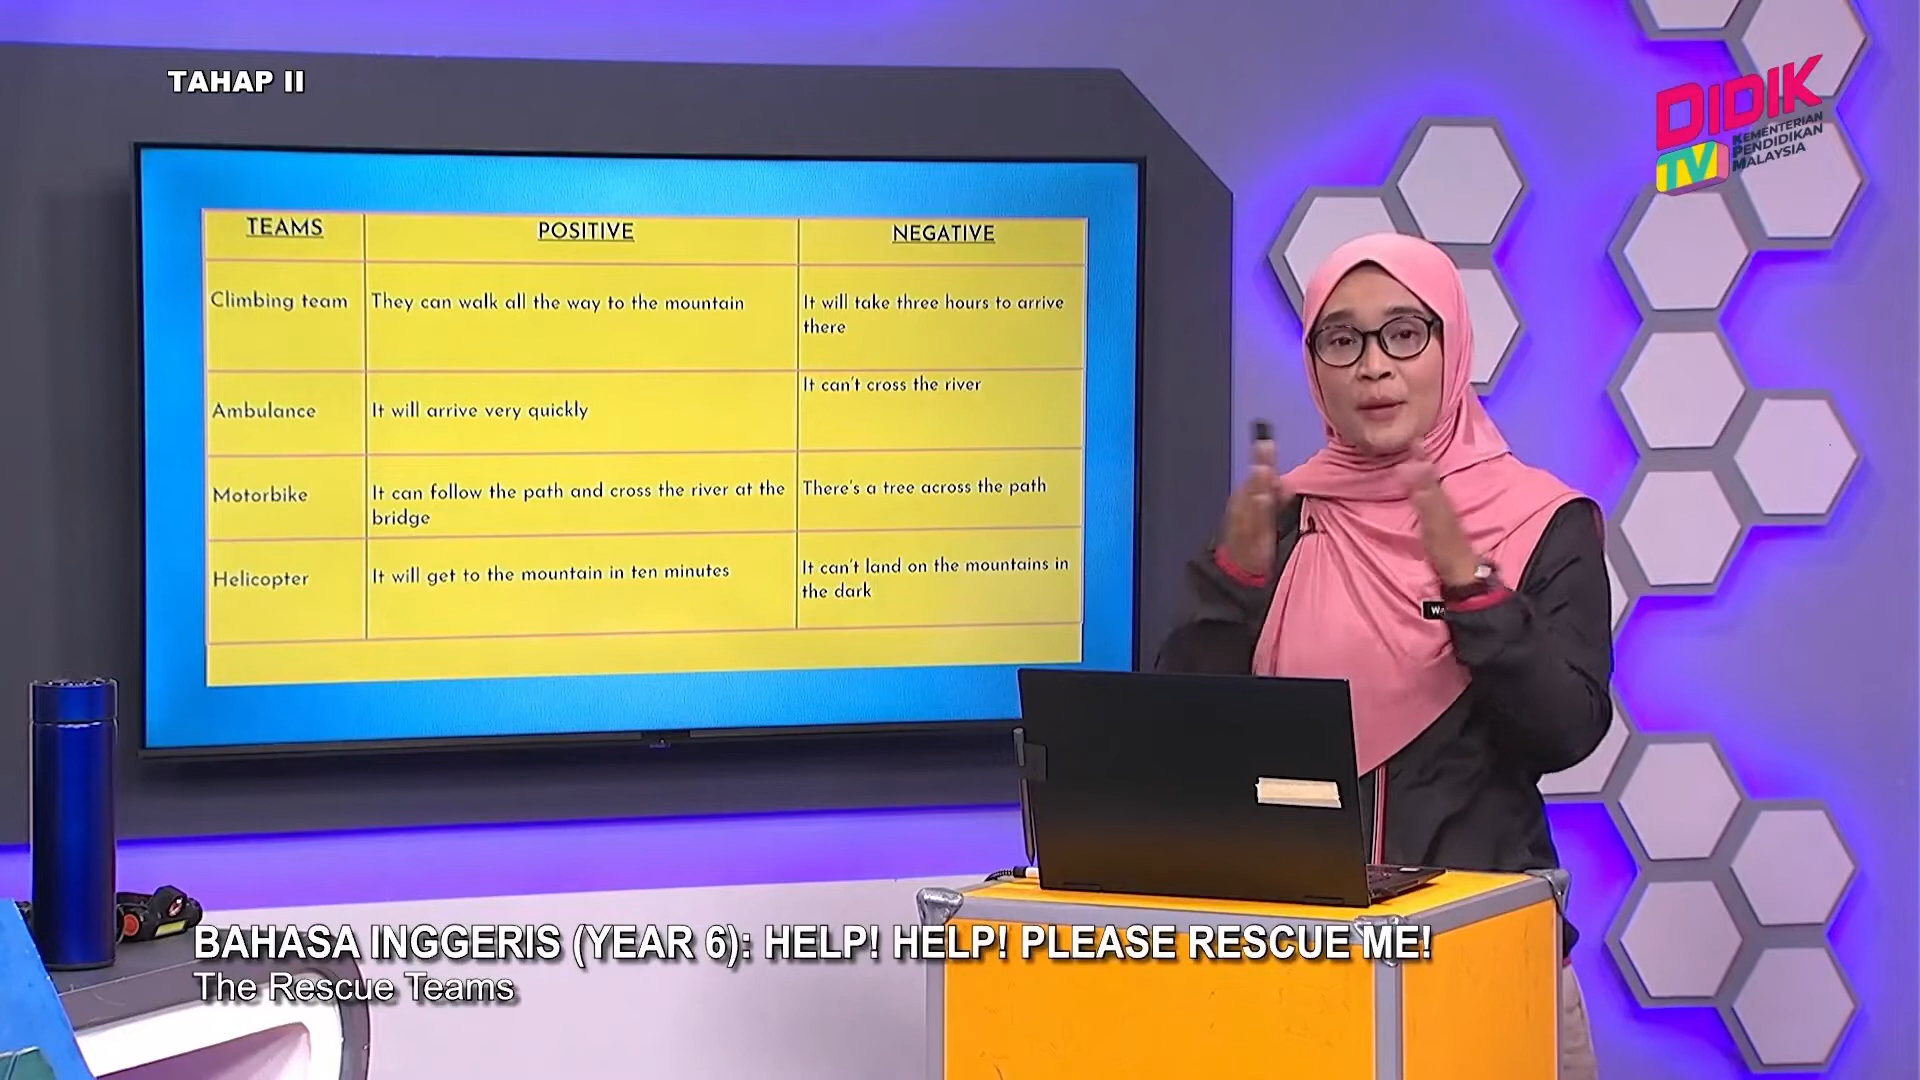 TAHAP II
DIDIK
TV
KEMENTERIAN
PENDIDIKAN
MALAYSIA
TEAMS
POSITIVE
NEGATIVE
Climbing team
They can walk all the way to the mountain
It will take three hours to arrive
there
Ambulance
It will arrive very quickly
It can't cross the river
Motorbike
It can follow the path and cross the river at the
bridge
There's a tree across the path
Helicopter
It will get to the mountain in ten minutes
It can't land on the mountains in
the dark
BAHASA INGGERIS (YEAR 6): HELP! HELP! PLEASE RESCUE ME!
The Rescue Teams